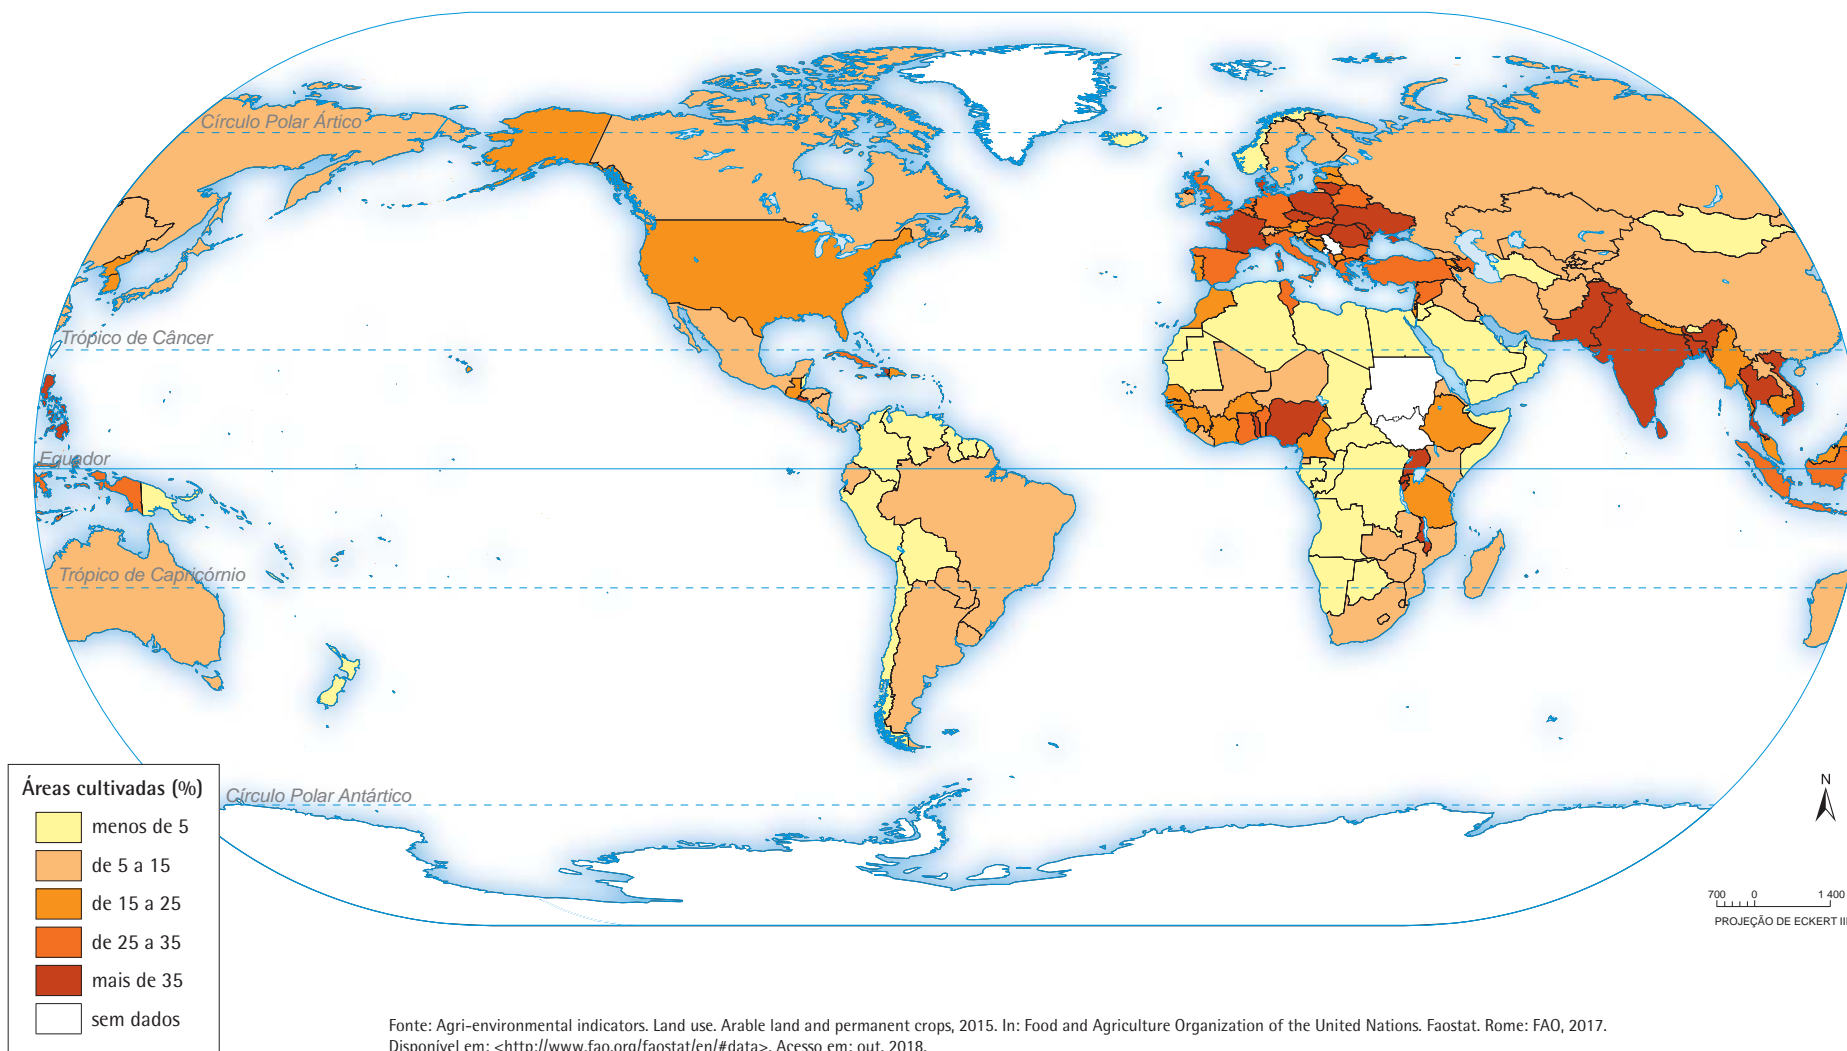 Círculo Polar Ártico
Trópico de Câncer
Equador
Trópico de Capricórnio
Círculo Polar Antártico
Áreas cultivadas (%)
menos de 5
de 5 a 15
de 15 a 25
de 25 a 35
mais de 35
sem dados
N
700 0 1 400
PROJEÇÃO DE ECKERT III
Fonte: Agri-environmental indicators. Land use. Arable land and permanent crops, 2015. In: Food and Agriculture Organization of the United Nations. Faostat. Rome: FAO, 2017.
Disponível em: <http://www.fao.org/faostat/en/#data>. Acesso em: out. 2018.